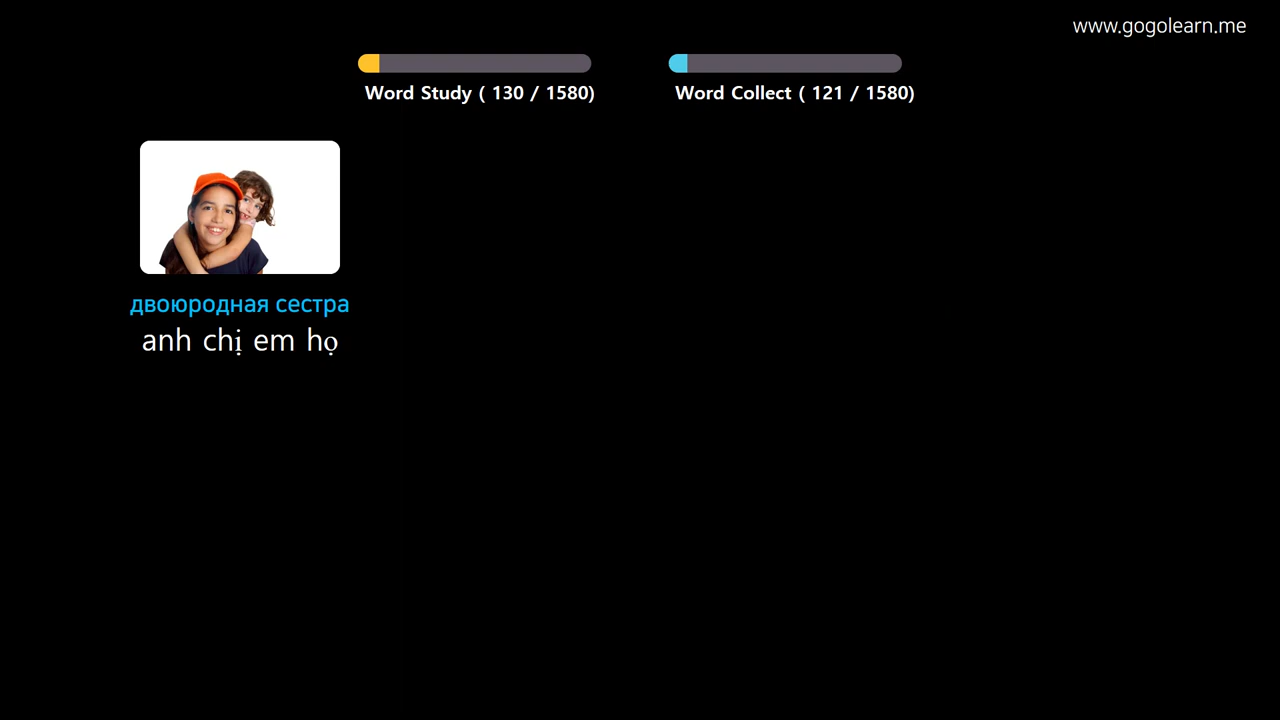 www.gogolearn.me
Word Study ( 130 / 1580)
Word Collect ( 121 / 1580)
двоюродная сестра
anh chị em họ